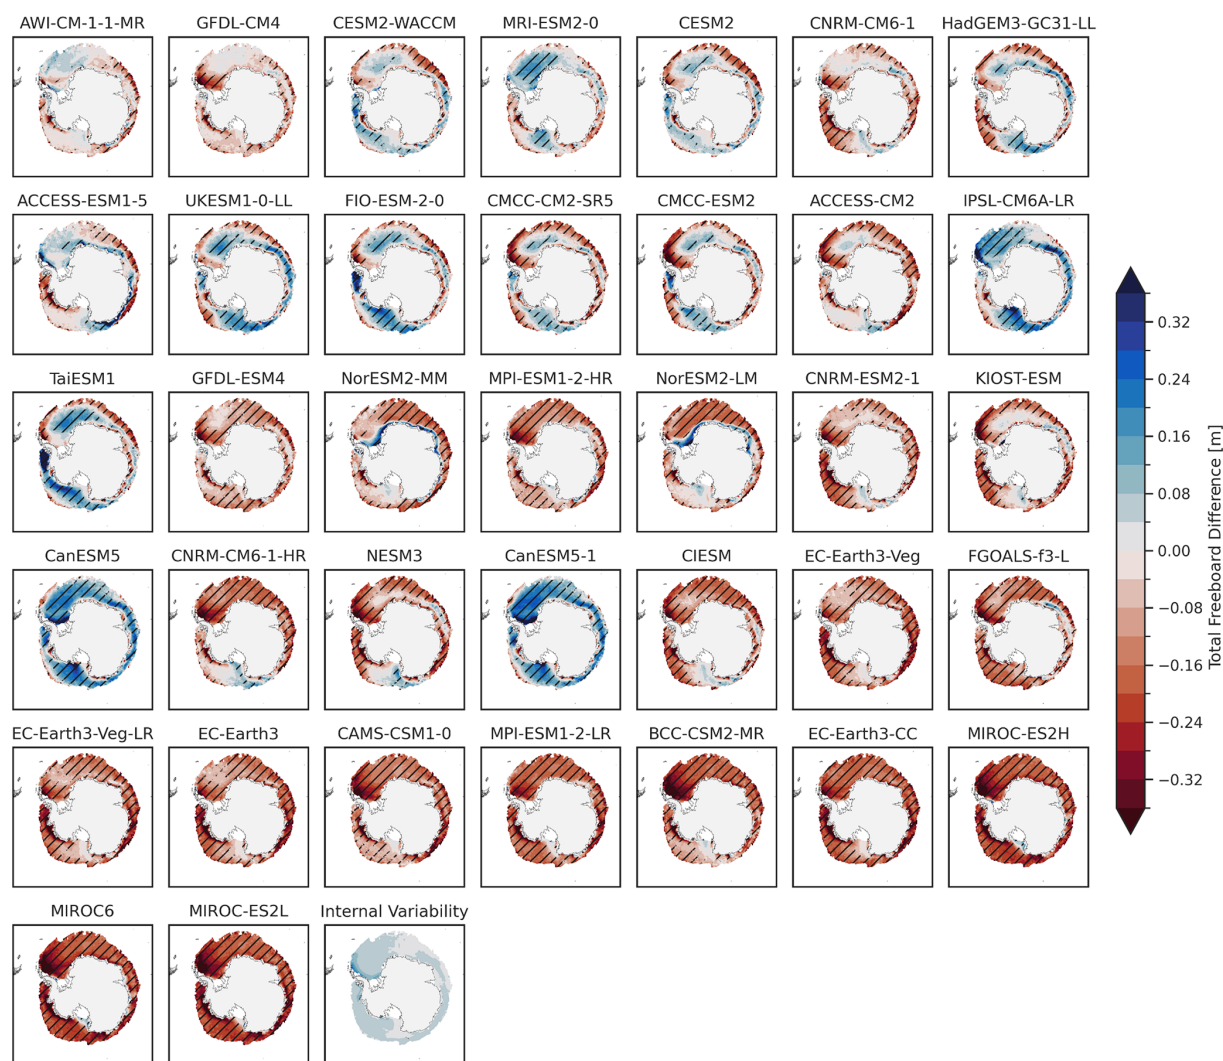 AWI-CM-1-1-MR GFDL-CM4 CESM2-WACCM MRI-ESM2-0 CESM2 CNRM-CM6-1 HadGEM3-GC31-LL
ACCESS-ESM1-5 UKESM1-0-LL FIO-ESM-2-0 CMCC-CM2-SR5 CMCC-ESM2 ACCESS-CM2 IPSL-CM6A-LR
TaiESM1 GFDL-ESM4 NorESM2-MM MPI-ESM1-2-HR NorESM2-LM CNRM-ESM2-1 KIOST-ESM
CanESM5 CNRM-CM6-1-HR NESM3 CanESM5-1 CIESM EC-Earth3-Veg FGOALS-f3-L
EC-Earth3-Veg-LR EC-Earth3 CAMS-CSM1-0 MPI-ESM1-2-LR BCC-CSM2-MR EC-Earth3-CC MIROC-ES2H
MIROC6 MIROC-ES2L Internal Variability
0.32
0.24
0.16
0.08
0.00
−0.08
−0.16
−0.24
−0.32
Total Freeboard Difference [m]